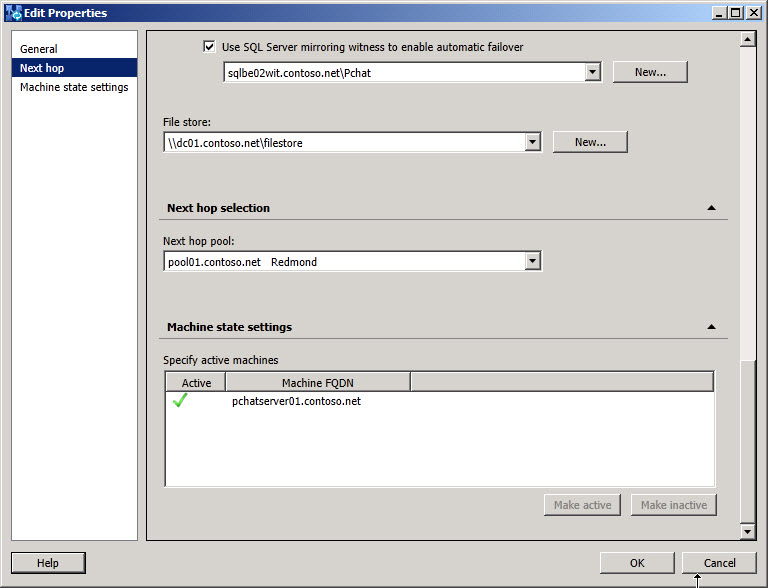 Edit Properties
General
Next hop
Machine state settings
Use SQL Server mirroring witness to enable automatic failover
sqlbe02wit.contoso.net\Pchat New...
File store:
\\dc01.contoso.net\filestore New...
Next hop selection
Next hop pool:
pool01.contoso.net Redmond
Machine state settings
Specify active machines
Active Machine FQDN
pchatserver01.contoso.net
Make active Make inactive
Help OK Cancel